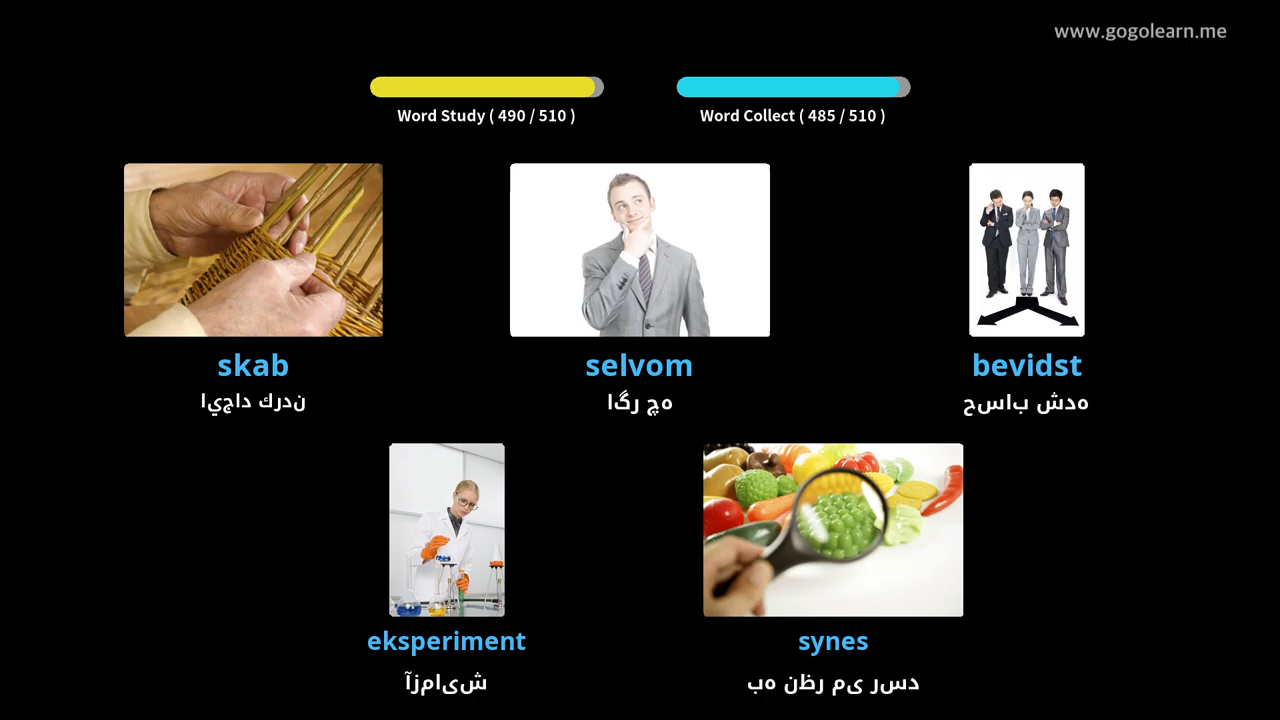 www.gogolearn.me
Word Study ( 490 / 510 )
Word Collect ( 485 / 510 )
skab
ندرك داجيا
selvom
هچ رگا
bevidst
هدش باسح
eksperiment
شیامزآ
synes
دسر یم رظن هب